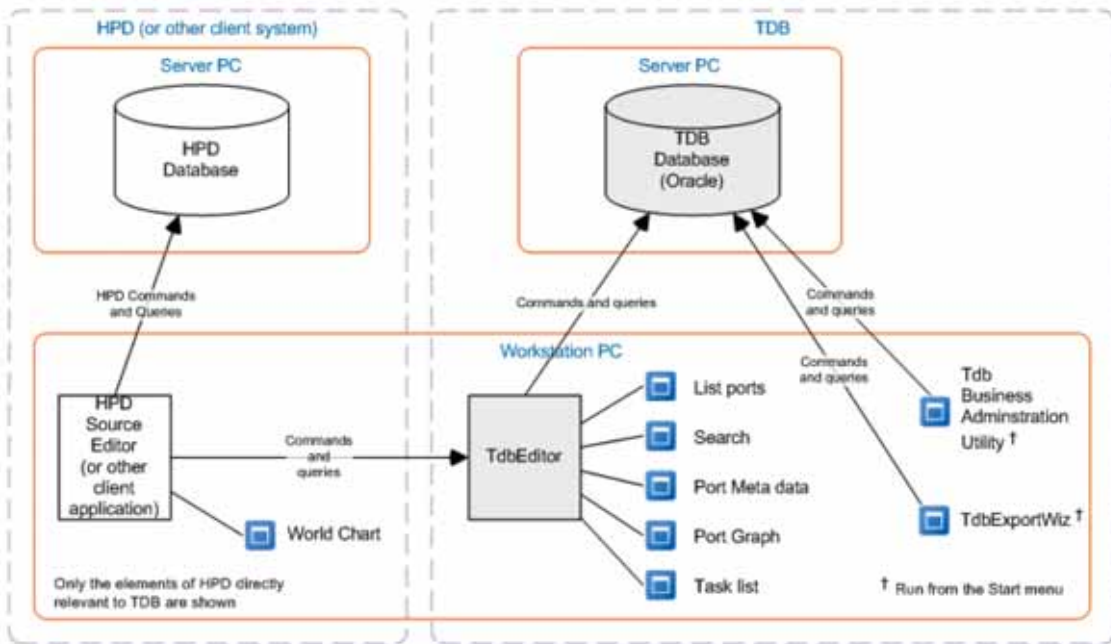 HPD (or other client system)
TDB
Server PC
Server PC
HPD
Database
TDB
Database
(Oracle)
HPD Commands
and Queries
Commands and queries
Commands
and queries
Commands
and queries
Workstation PC
HPD
Source
Editor
(or other
client
application)
Commands
and
queries
TdbEditor
List ports
Search
Port Meta data
Port Graph
Task list
Tdb
Business
Adminstration
Utility †
TdbExportWiz †
World Chart
Only the elements of HPD directly
relevant to TDB are shown
† Run from the Start menu